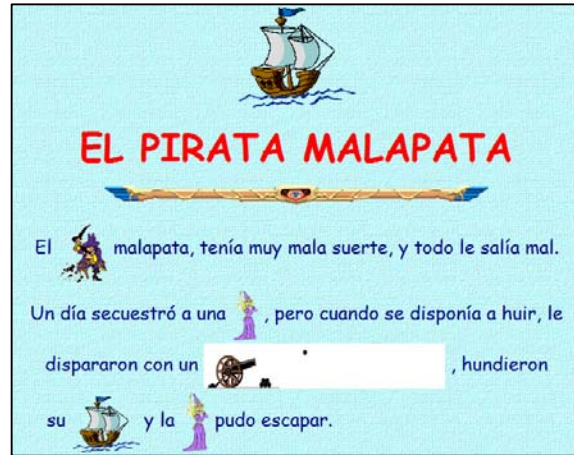 EL PIRATA MALAPATA
El malapata, tenía muy mala suerte, y todo le salía mal.
Un día secuestró a una , pero cuando se disponía a huir, le
dispararon con un , hundieron
su y la pudo escapar.